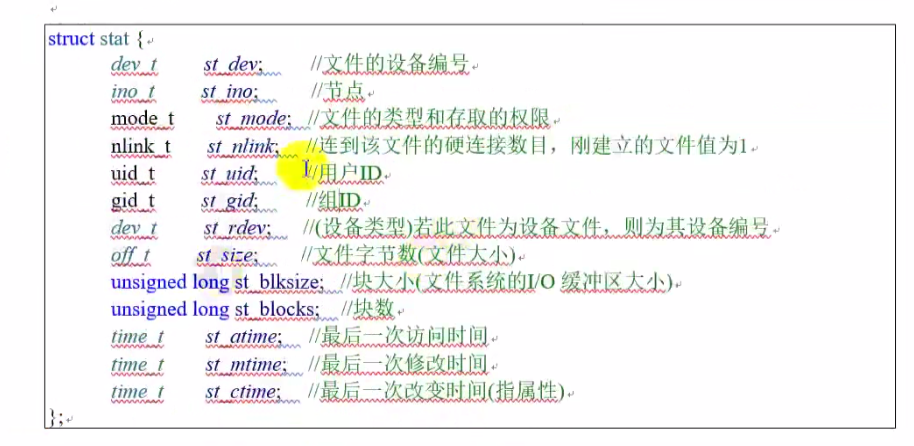 struct stat {
dev_t st_dev; //文件的设备编号
ino_t st_ino; //节点
mode_t st_mode; //文件的类型和存取的权限
nlink_t st_nlink; //连到该文件的硬连接数目，刚建立的文件值为1
uid_t st_uid; //用户ID
gid_t st_gid; //组ID
dev_t st_rdev; //(设备类型)若此文件为设备文件，则为其设备编号
off_t st_size; //文件字节数(文件大小)
unsigned long st_blksize; //块大小(文件系统的I/O 缓冲区大小)
unsigned long st_blocks; //块数
time_t st_atime; //最后一次访问时间
time_t st_mtime; //最后一次修改时间
time_t st_ctime; //最后一次改变时间(指属性)
};